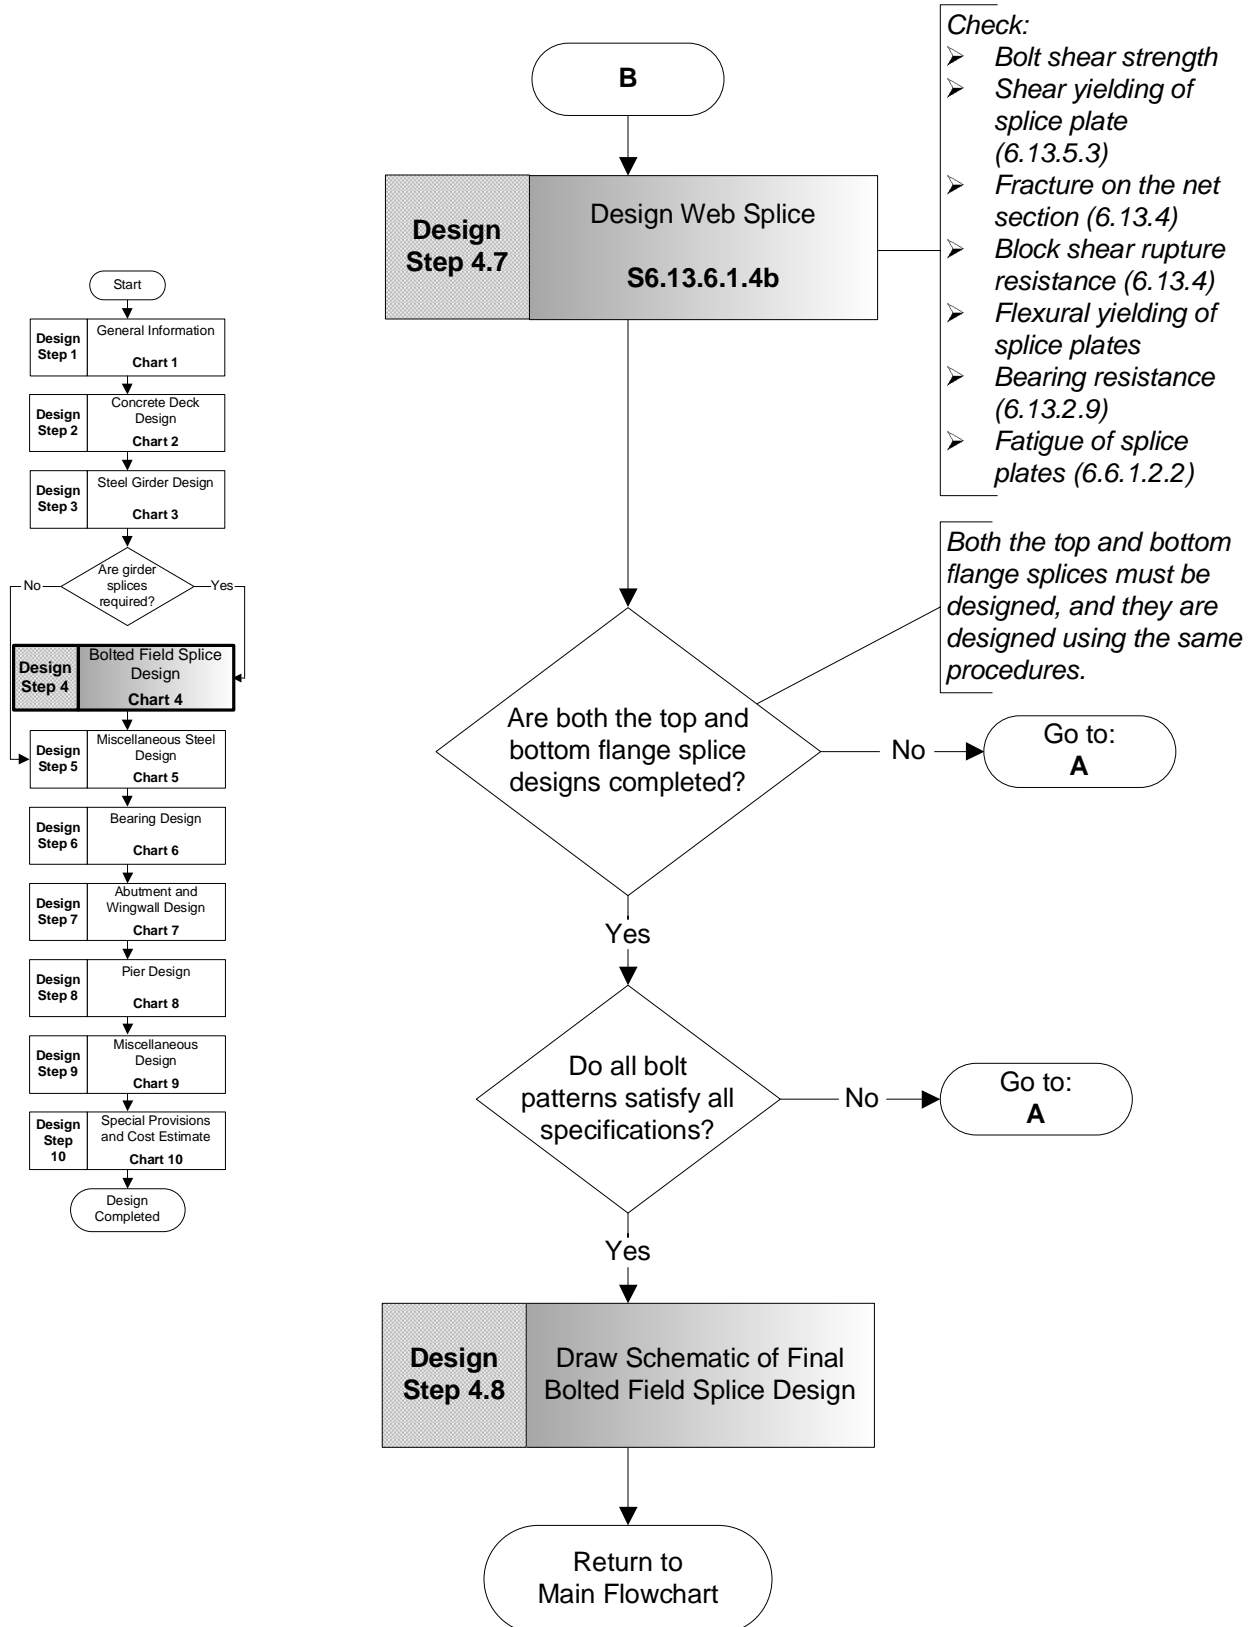 Start
Design
Step 1
General Information
Chart 1
Design
Step 2
Concrete Deck
Design
Chart 2
Design
Step 3
Steel Girder Design
Chart 3
Are girder
splices
required?
No
Yes
Design
Step 4
Bolted Field Splice
Design
Chart 4
Design
Step 5
Miscellaneous Steel
Design
Chart 5
Design
Step 6
Bearing Design
Chart 6
Design
Step 7
Abutment and
Wingwall Design
Chart 7
Design
Step 8
Pier Design
Chart 8
Design
Step 9
Miscellaneous
Design
Chart 9
Design
Step
10
Special Provisions
and Cost Estimate
Chart 10
Design
Completed
B
Design
Step 4.7
Design Web Splice
S6.13.6.1.4b
Check:
➢ Bolt shear strength
➢ Shear yielding of
splice plate
(6.13.5.3)
➢ Fracture on the net
section (6.13.4)
➢ Block shear rupture
resistance (6.13.4)
➢ Flexural yielding of
splice plates
➢ Bearing resistance
(6.13.2.9)
➢ Fatigue of splice
plates (6.6.1.2.2)
Both the top and bottom
flange splices must be
designed, and they are
designed using the same
procedures.
Are both the top and
bottom flange splice
designs completed?
No
Go to:
A
Yes
Do all bolt
patterns satisfy all
specifications?
No
Go to:
A
Yes
Design
Step 4.8
Draw Schematic of Final
Bolted Field Splice Design
Return to
Main Flowchart